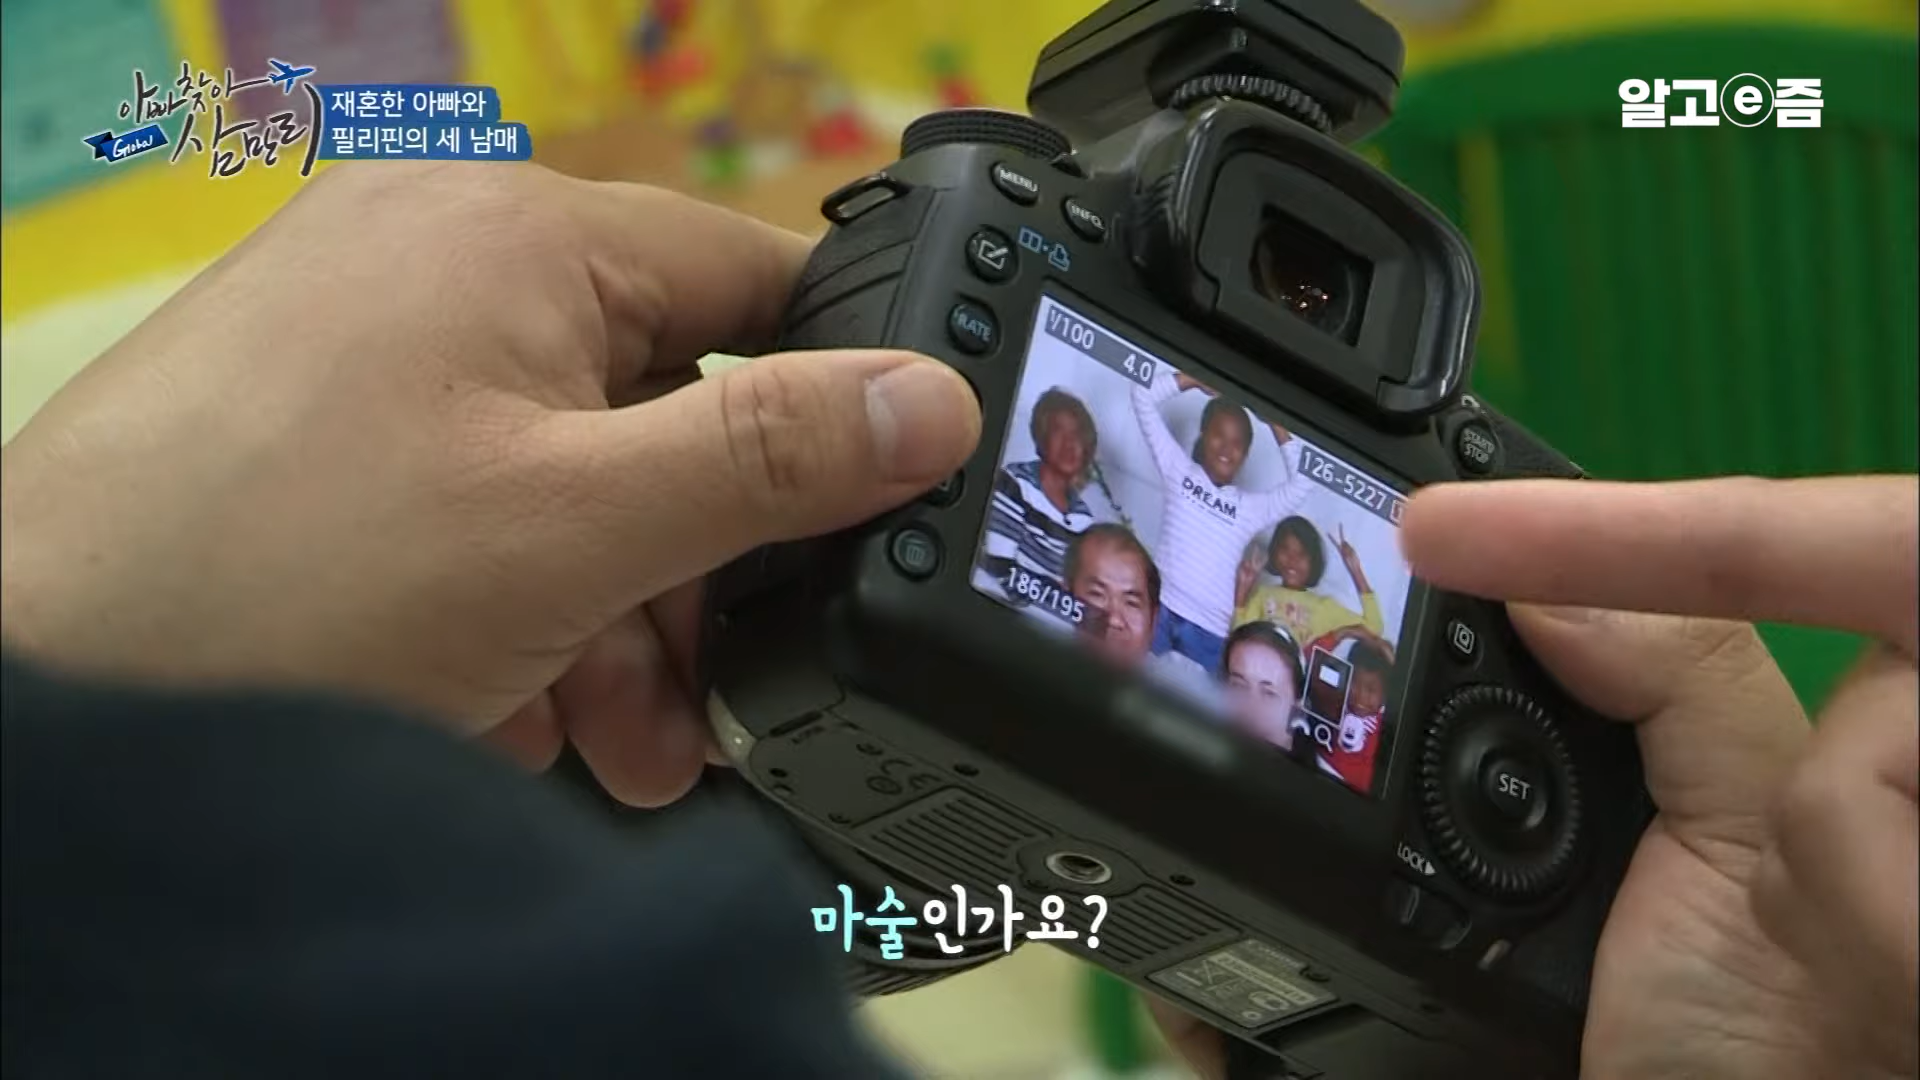 아빠찾아
삼만리
Global
재혼한 아빠와
필리핀의 세 남매
알고e즘
MENU
INFO.
RATE
1/100 4.0
126-5227
DREAM
186/195
START/
STOP
SET
LOCK▶
마술인가요?